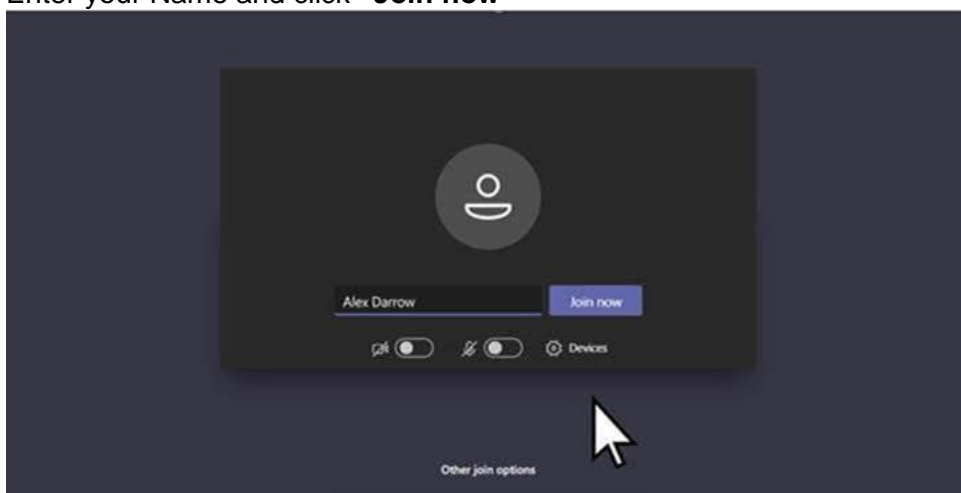 Enter your Name and click "Join now"
Alex Darrow
Join now
Devices
Other join options